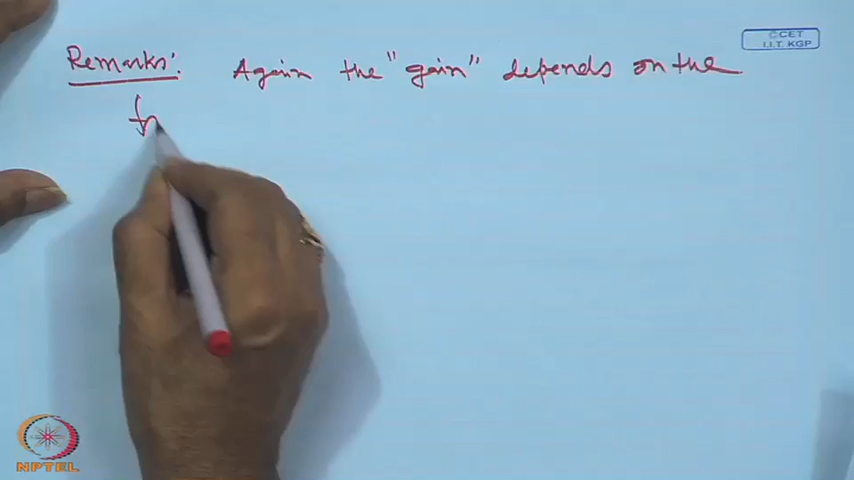 Remarks: Again the "gain" depends on the
©CET
I.I.T. KGP
NPTEL